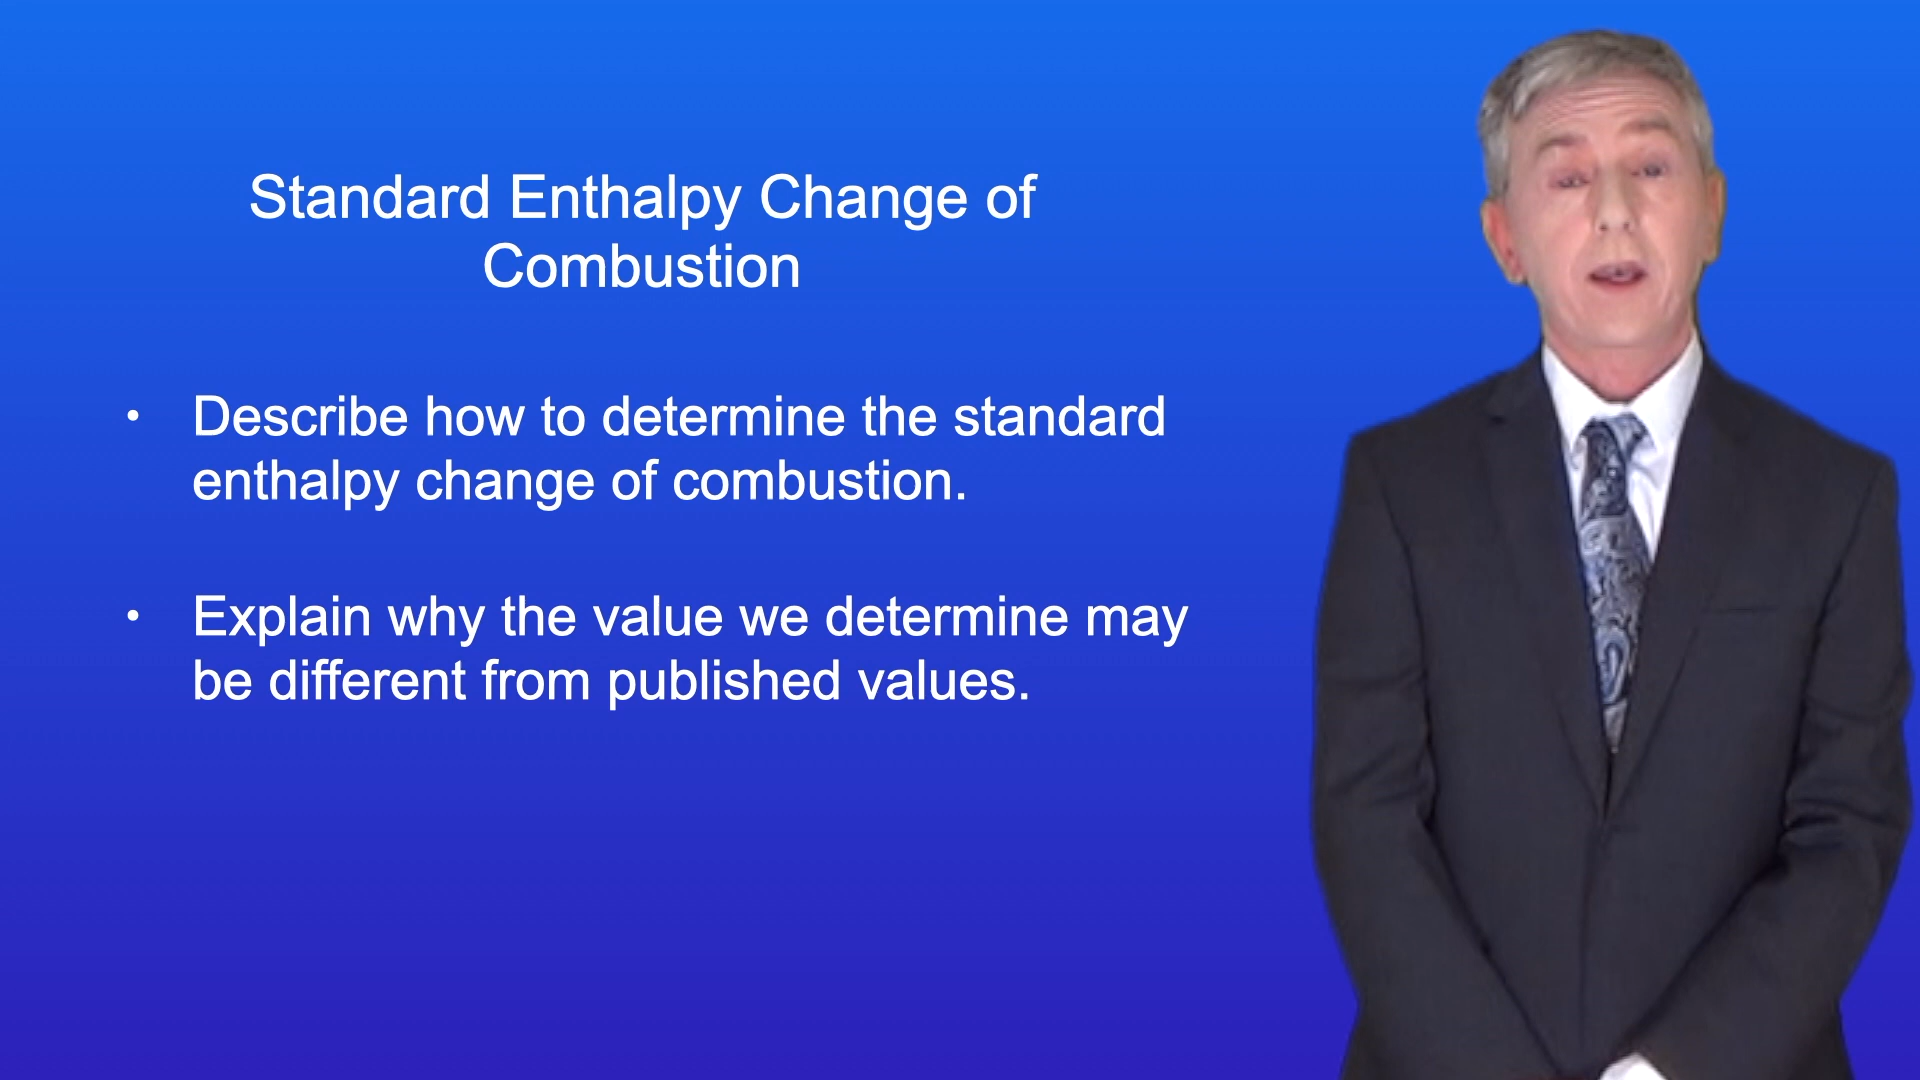 Standard Enthalpy Change of
Combustion
• Describe how to determine the standard
enthalpy change of combustion.
• Explain why the value we determine may
be different from published values.